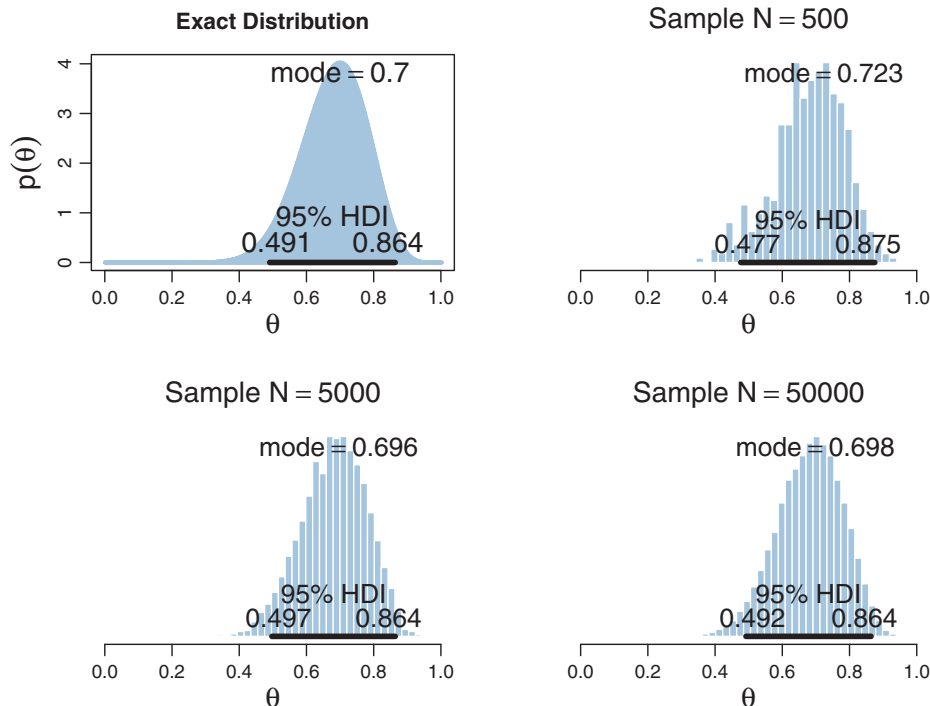 Exact Distribution
mode = 0.7
95% HDI
0.491 0.864
p(θ)
0 1 2 3 4
0.0 0.2 0.4 0.6 0.8 1.0
θ
Sample N = 500
mode = 0.723
95% HDI
0.477 0.875
0.0 0.2 0.4 0.6 0.8 1.0
θ
Sample N = 5000
mode = 0.696
95% HDI
0.497 0.864
0.0 0.2 0.4 0.6 0.8 1.0
θ
Sample N = 50000
mode = 0.698
95% HDI
0.492 0.864
0.0 0.2 0.4 0.6 0.8 1.0
θ